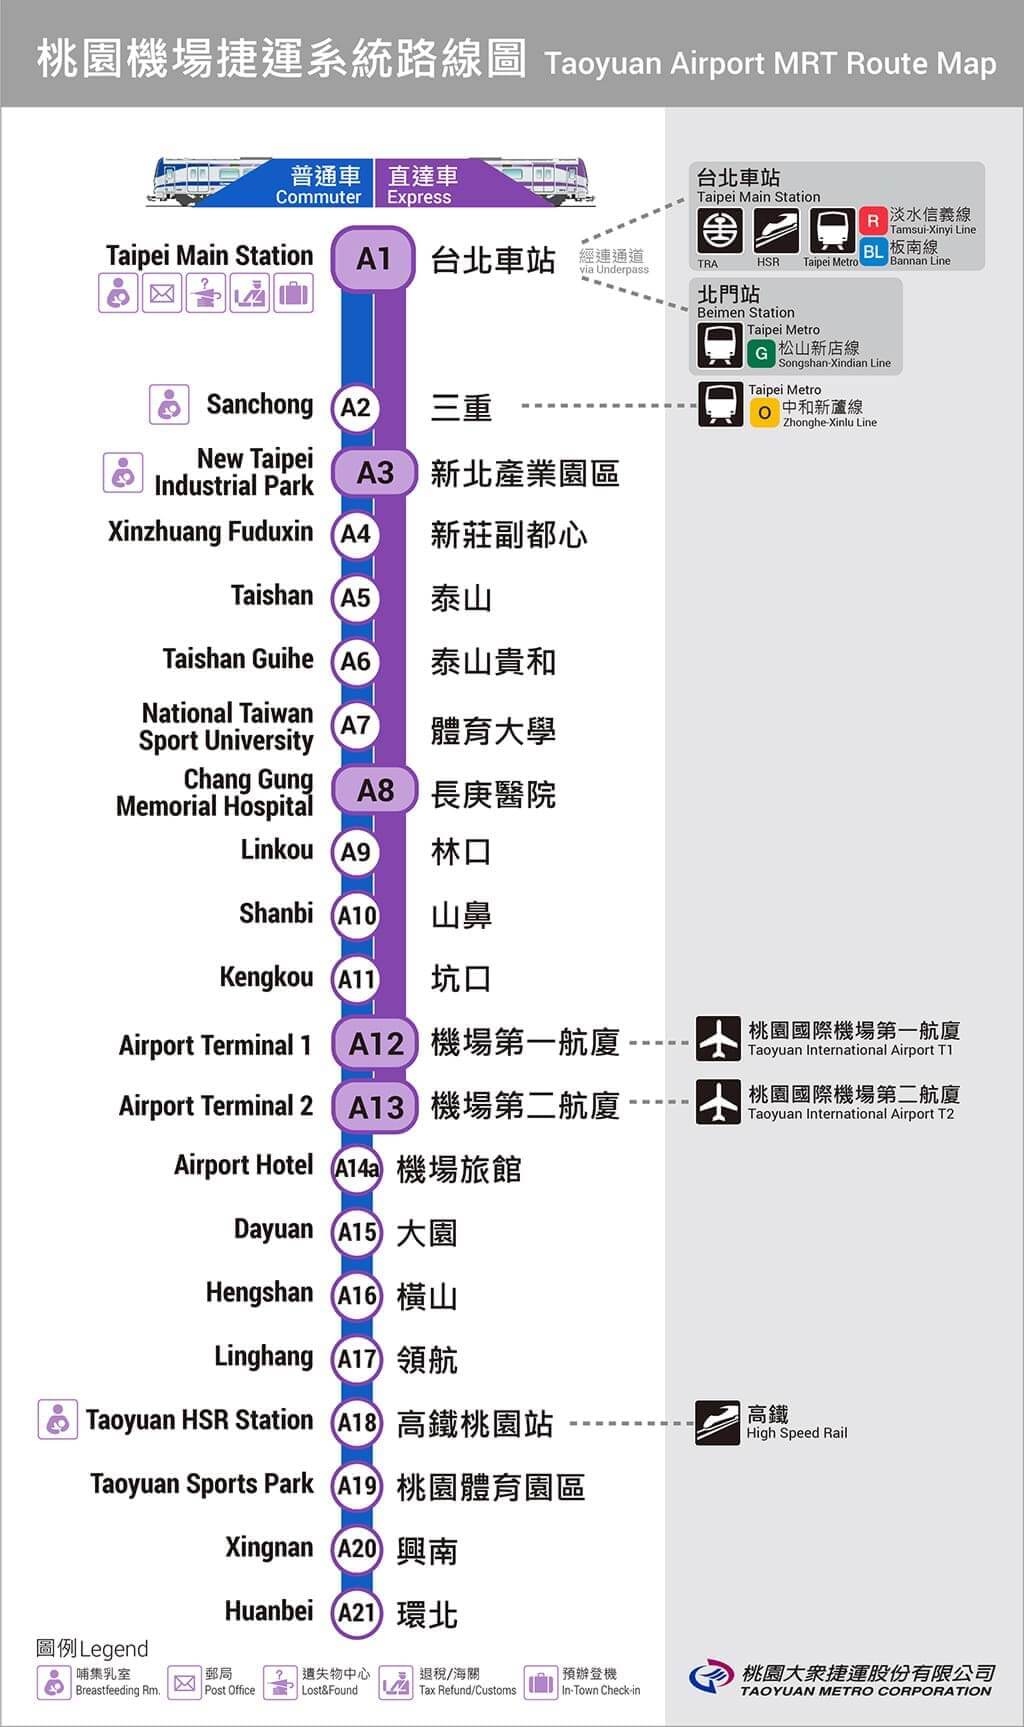 桃園機場捷運系統路線圖 Taoyuan Airport MRT Route Map
普通車 直達車
Commuter Express
Taipei Main Station A1 台北車站
經連通道
via Underpass
台北車站
Taipei Main Station
R 淡水信義線
Tamsui-Xinyi Line
BL 板南線
Bannan Line
TRA HSR Taipei Metro
北門站
Beimen Station
Taipei Metro
G 松山新店線
Songshan-Xindian Line
Sanchong A2 三重
Taipei Metro
O 中和新蘆線
Zhonghe-Xinlu Line
New Taipei
Industrial Park A3 新北產業園區
Xinzhuang Fuduxin A4 新莊副都心
Taishan A5 泰山
Taishan Guihe A6 泰山貴和
National Taiwan
Sport University A7 體育大學
Chang Gung
Memorial Hospital A8 長庚醫院
Linkou A9 林口
Shanbi A10 山鼻
Kengkou A11 坑口
Airport Terminal 1 A12 機場第一航廈
桃園國際機場第一航廈
Taoyuan International Airport T1
Airport Terminal 2 A13 機場第二航廈
桃園國際機場第二航廈
Taoyuan International Airport T2
Airport Hotel A14a 機場旅館
Dayuan A15 大園
Hengshan A16 橫山
Linghang A17 領航
Taoyuan HSR Station A18 高鐵桃園站
高鐵
High Speed Rail
Taoyuan Sports Park A19 桃園體育園區
Xingnan A20 興南
Huanbei A21 環北
圖例Legend
哺集乳室
Breastfeeding Rm.
郵局
Post Office
遺失物中心
Lost&Found
退稅/海關
Tax Refund/Customs
預辦登機
In-Town Check-in
桃園大眾捷運股份有限公司
TAOYUAN METRO CORPORATION